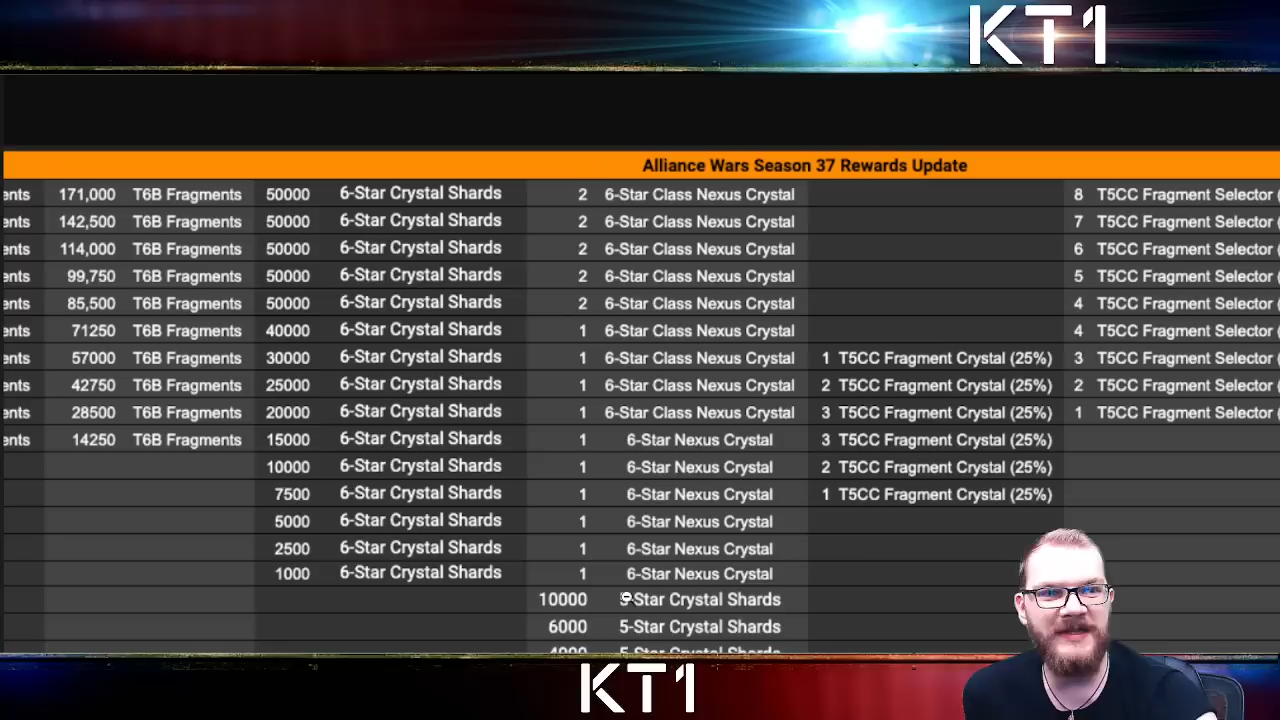 KT1
Alliance Wars Season 37 Rewards Update
ents 171,000 T6B Fragments 50000 6-Star Crystal Shards 2 6-Star Class Nexus Crystal 8 T5CC Fragment Selector (
ents 142,500 T6B Fragments 50000 6-Star Crystal Shards 2 6-Star Class Nexus Crystal 7 T5CC Fragment Selector (
ents 114,000 T6B Fragments 50000 6-Star Crystal Shards 2 6-Star Class Nexus Crystal 6 T5CC Fragment Selector (
ents 99,750 T6B Fragments 50000 6-Star Crystal Shards 2 6-Star Class Nexus Crystal 5 T5CC Fragment Selector (
ents 85,500 T6B Fragments 50000 6-Star Crystal Shards 2 6-Star Class Nexus Crystal 4 T5CC Fragment Selector (
ents 71250 T6B Fragments 40000 6-Star Crystal Shards 1 6-Star Class Nexus Crystal 4 T5CC Fragment Selector (
ents 57000 T6B Fragments 30000 6-Star Crystal Shards 1 6-Star Class Nexus Crystal 1 T5CC Fragment Crystal (25%) 3 T5CC Fragment Selector (
ents 42750 T6B Fragments 25000 6-Star Crystal Shards 1 6-Star Class Nexus Crystal 2 T5CC Fragment Crystal (25%) 2 T5CC Fragment Selector (
ents 28500 T6B Fragments 20000 6-Star Crystal Shards 1 6-Star Class Nexus Crystal 3 T5CC Fragment Crystal (25%) 1 T5CC Fragment Selector (
ents 14250 T6B Fragments 15000 6-Star Crystal Shards 1 6-Star Nexus Crystal 3 T5CC Fragment Crystal (25%)
10000 6-Star Crystal Shards 1 6-Star Nexus Crystal 2 T5CC Fragment Crystal (25%)
7500 6-Star Crystal Shards 1 6-Star Nexus Crystal 1 T5CC Fragment Crystal (25%)
5000 6-Star Crystal Shards 1 6-Star Nexus Crystal
2500 6-Star Crystal Shards 1 6-Star Nexus Crystal
1000 6-Star Crystal Shards 1 6-Star Nexus Crystal
10000 5-Star Crystal Shards
6000 5-Star Crystal Shards
4000 5-Star Crystal Shards
KT1